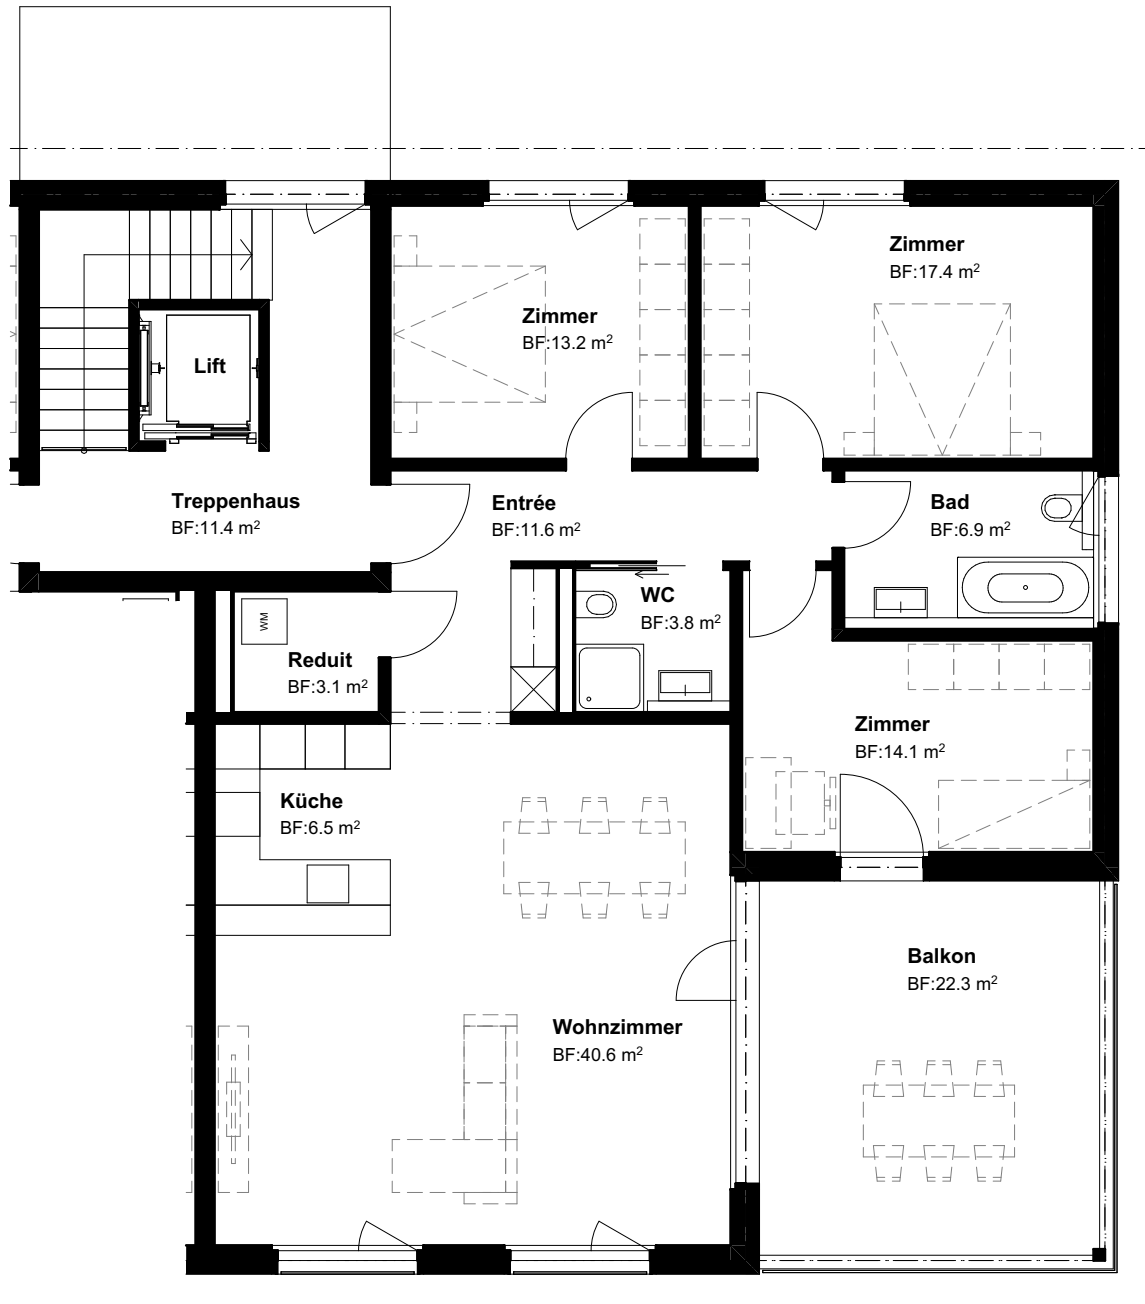 Zimmer
BF:17.4 m²
Zimmer
BF:13.2 m²
Lift
Treppenhaus
BF:11.4 m²
Entrée
BF:11.6 m²
Bad
BF:6.9 m²
WC
BF:3.8 m²
WM
Reduit
BF:3.1 m²
Zimmer
BF:14.1 m²
Küche
BF:6.5 m²
Balkon
BF:22.3 m²
Wohnzimmer
BF:40.6 m²